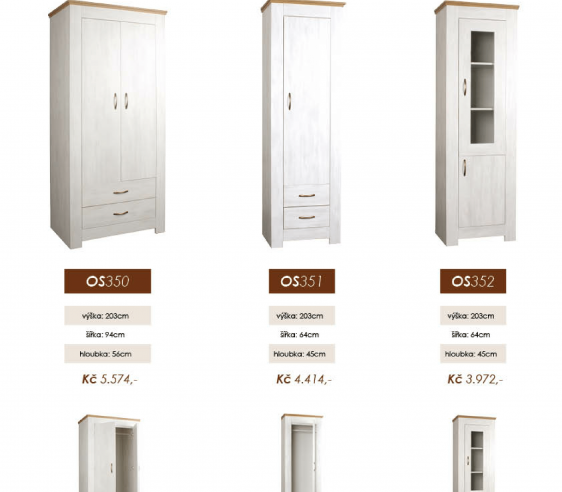 OS350 OS351 OS352
výška: 203cm výška: 203cm výška: 203cm
šířka: 94cm šířka: 64cm šířka: 64cm
hloubka: 56cm hloubka: 45cm hloubka: 45cm
Kč 5.574,- Kč 4.414,- Kč 3.972,-